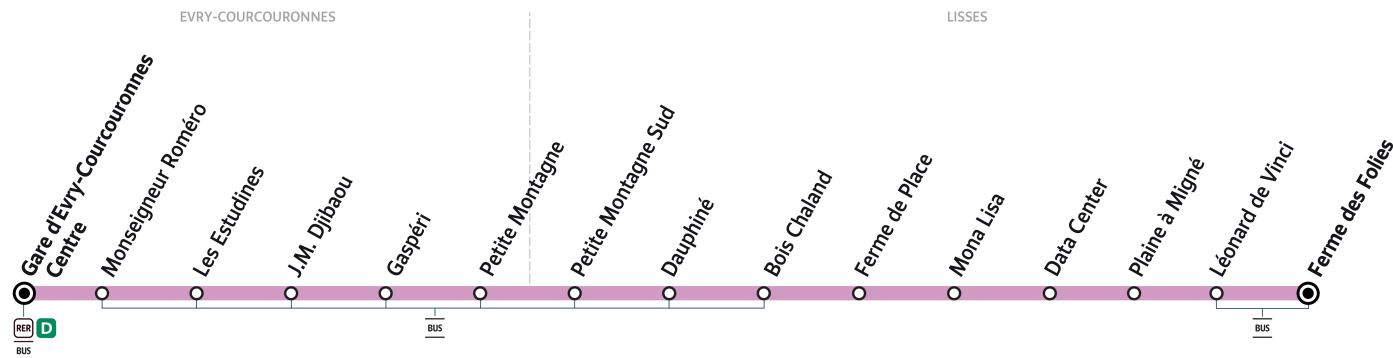 EVRY-COURCOURONNES
LISSES
Gare d'Evry-Courcouronnes
Centre
Monseigneur Roméro
Les Estudines
J.M. Djibaou
Gaspéri
Petite Montagne
Petite Montagne Sud
Dauphiné
Bois Chaland
Ferme de Place
Mona Lisa
Data Center
Plaine à Migné
Léonard de Vinci
Ferme des Folies
RER D
BUS
BUS
BUS